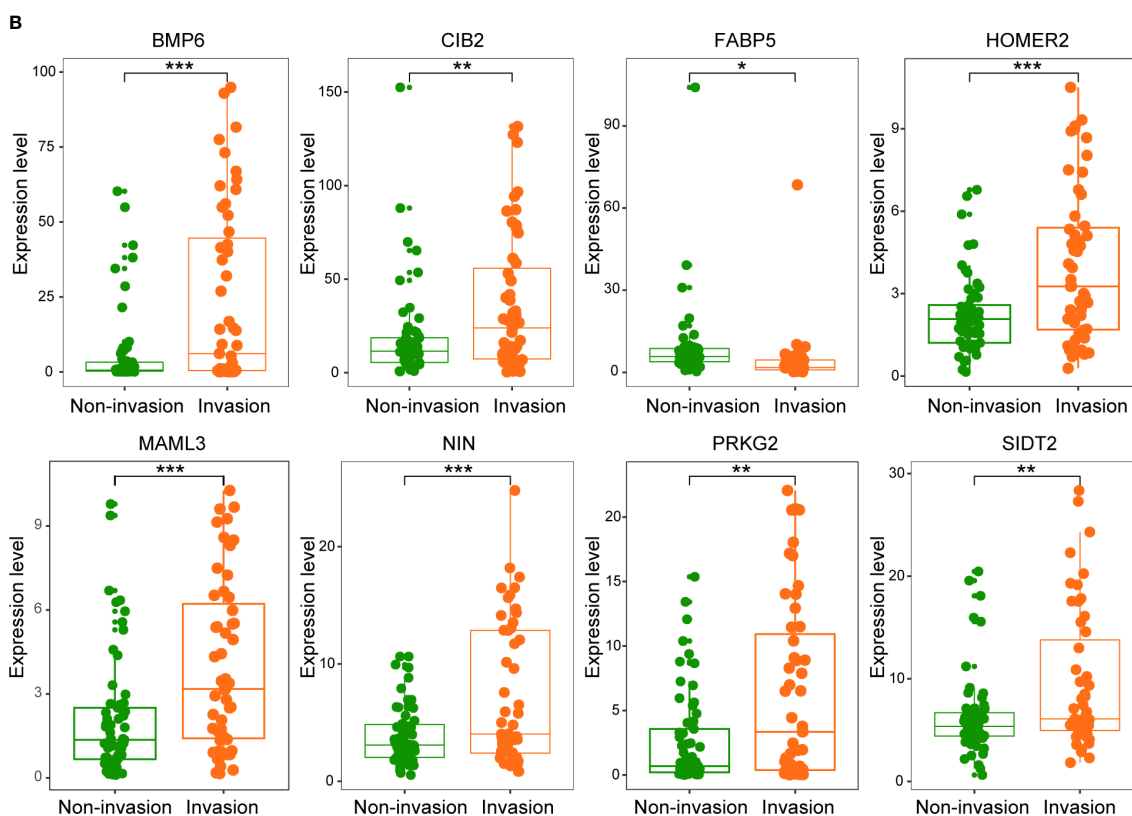 B
BMP6
CIB2
FABP5
HOMER2
Expression level
100
75
50
25
0
***
Non-invasion Invasion
Expression level
150
100
50
0
**
Non-invasion Invasion
Expression level
90
60
30
0
*
Non-invasion Invasion
Expression level
9
6
3
0
***
Non-invasion Invasion
MAML3
NIN
PRKG2
SIDT2
Expression level
9
6
3
0
***
Non-invasion Invasion
Expression level
20
10
0
***
Non-invasion Invasion
Expression level
20
15
10
5
0
**
Non-invasion Invasion
Expression level
30
20
10
0
**
Non-invasion Invasion